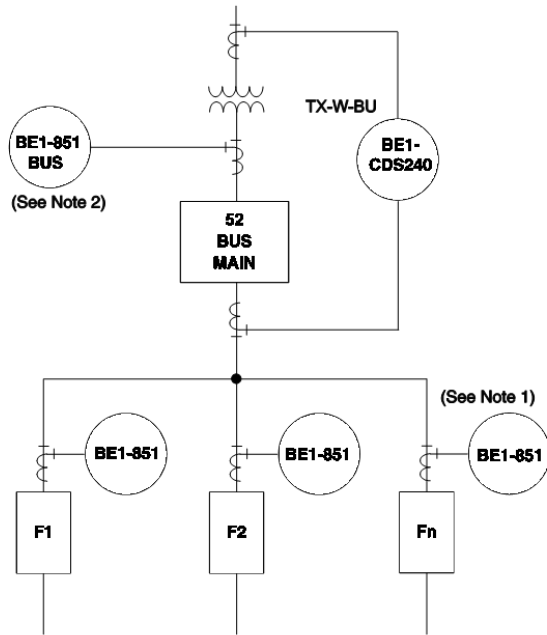 TX-W-BU
BE1-851
BUS
(See Note 2)
BE1-
CDS240
52
BUS
MAIN
(See Note 1)
BE1-851
BE1-851
BE1-851
F1
F2
Fn